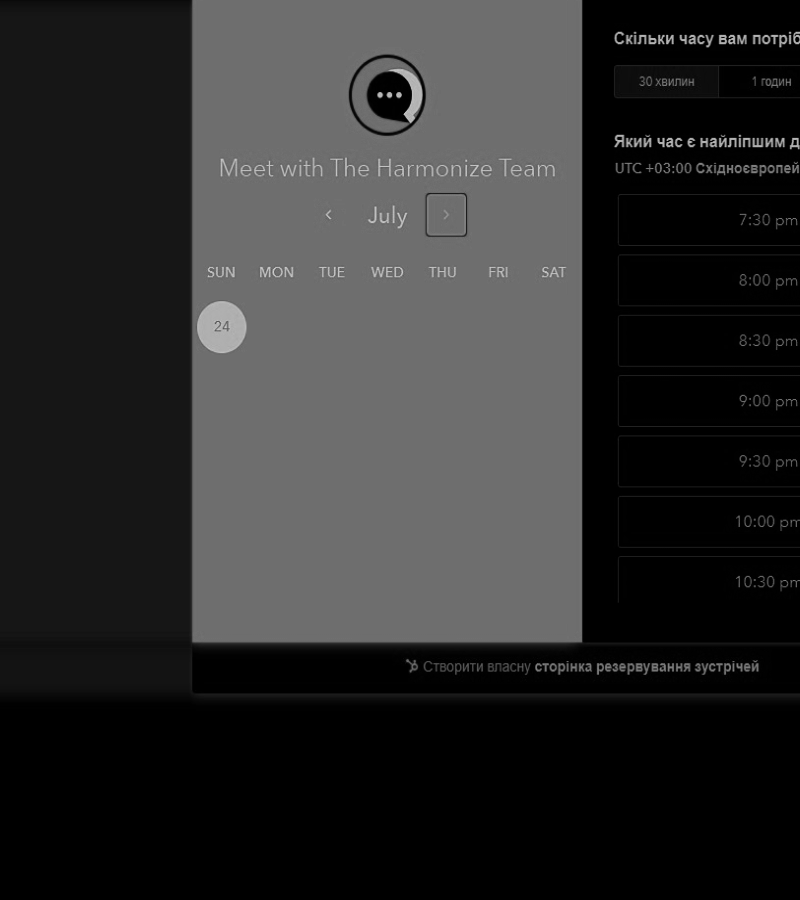 Meet with The Harmonize Team
July
SUN MON TUE WED THU FRI SAT
24
Скільки часу вам
30 хвилин 1 годин
Який час є найліпшим
UTC +03:00
7:30 pm
8:00 pm
8:30 pm
9:00 pm
9:30 pm
10:00 pm
10:30 pm
Створити власну сторінка резервування зустрічей